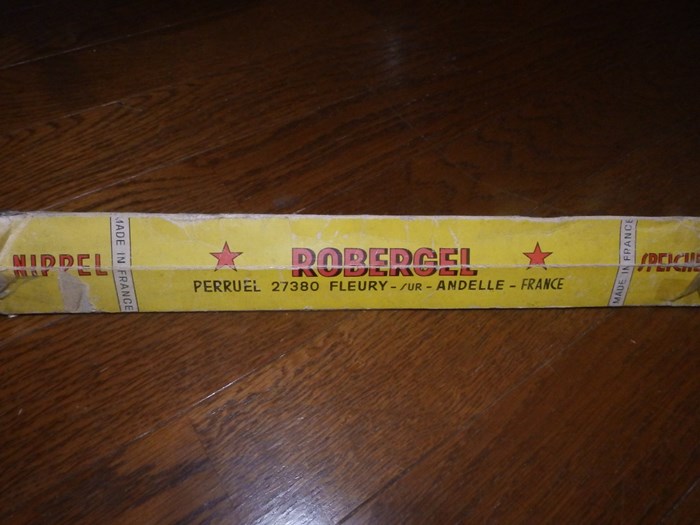 NIPPEL
MADE IN FRANCE
ROBERGEL
PERRUEL 27380 FLEURY-SUR-ANDELLE-FRANCE
MADE IN FRANCE